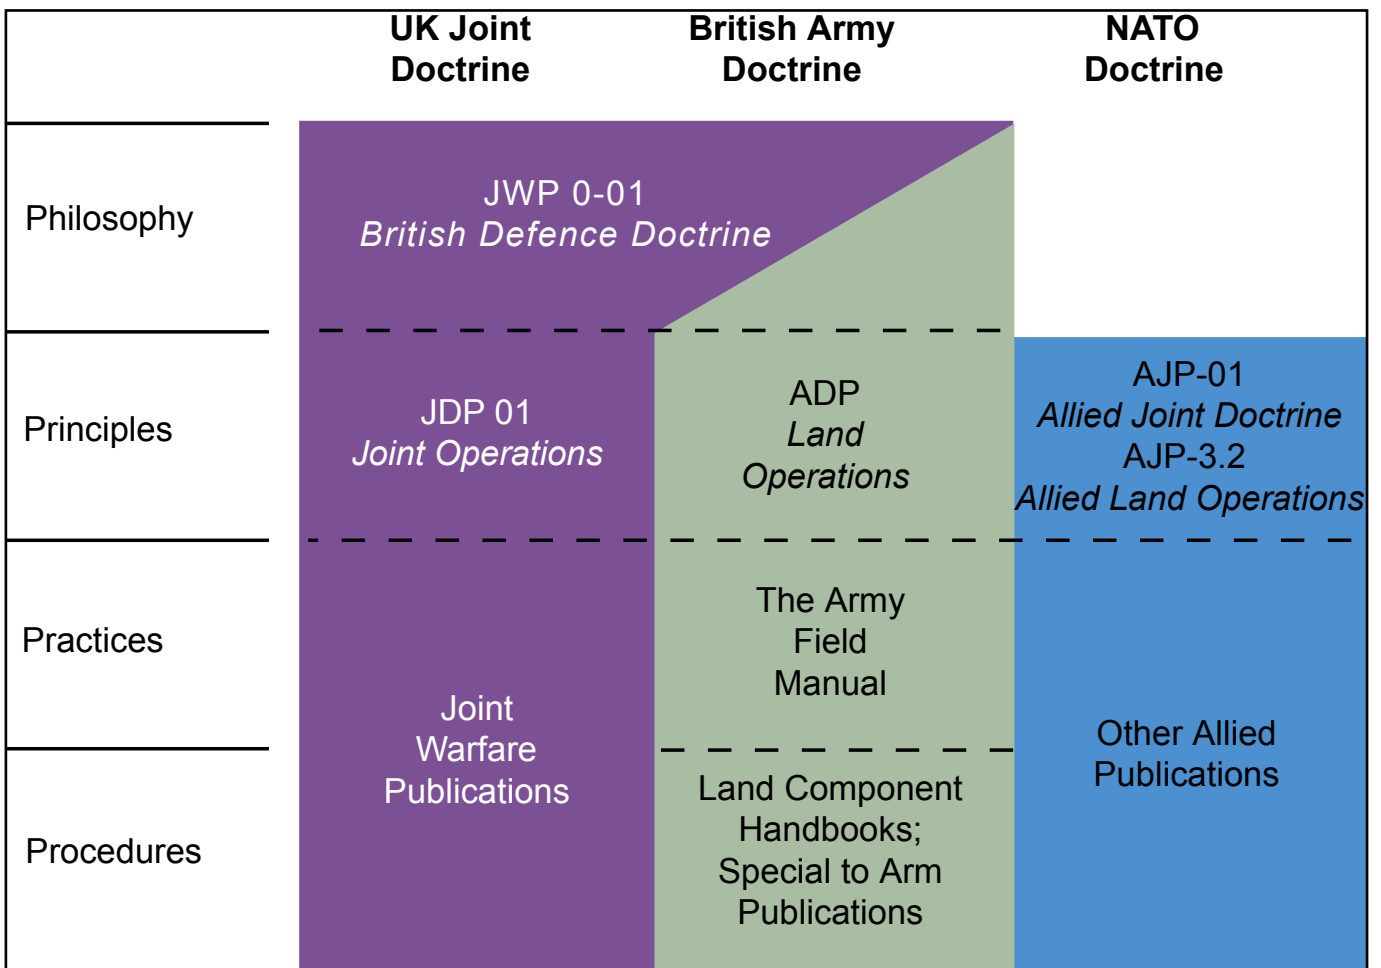 UK Joint
Doctrine
British Army
Doctrine
NATO
Doctrine
Philosophy
JWP 0-01
British Defence Doctrine
Principles
JDP 01
Joint Operations
ADP
Land
Operations
AJP-01
Allied Joint Doctrine
AJP-3.2
Allied Land Operations
Practices
The Army
Field
Manual
Joint
Warfare
Publications
Other Allied
Publications
Procedures
Land Component
Handbooks;
Special to Arm
Publications